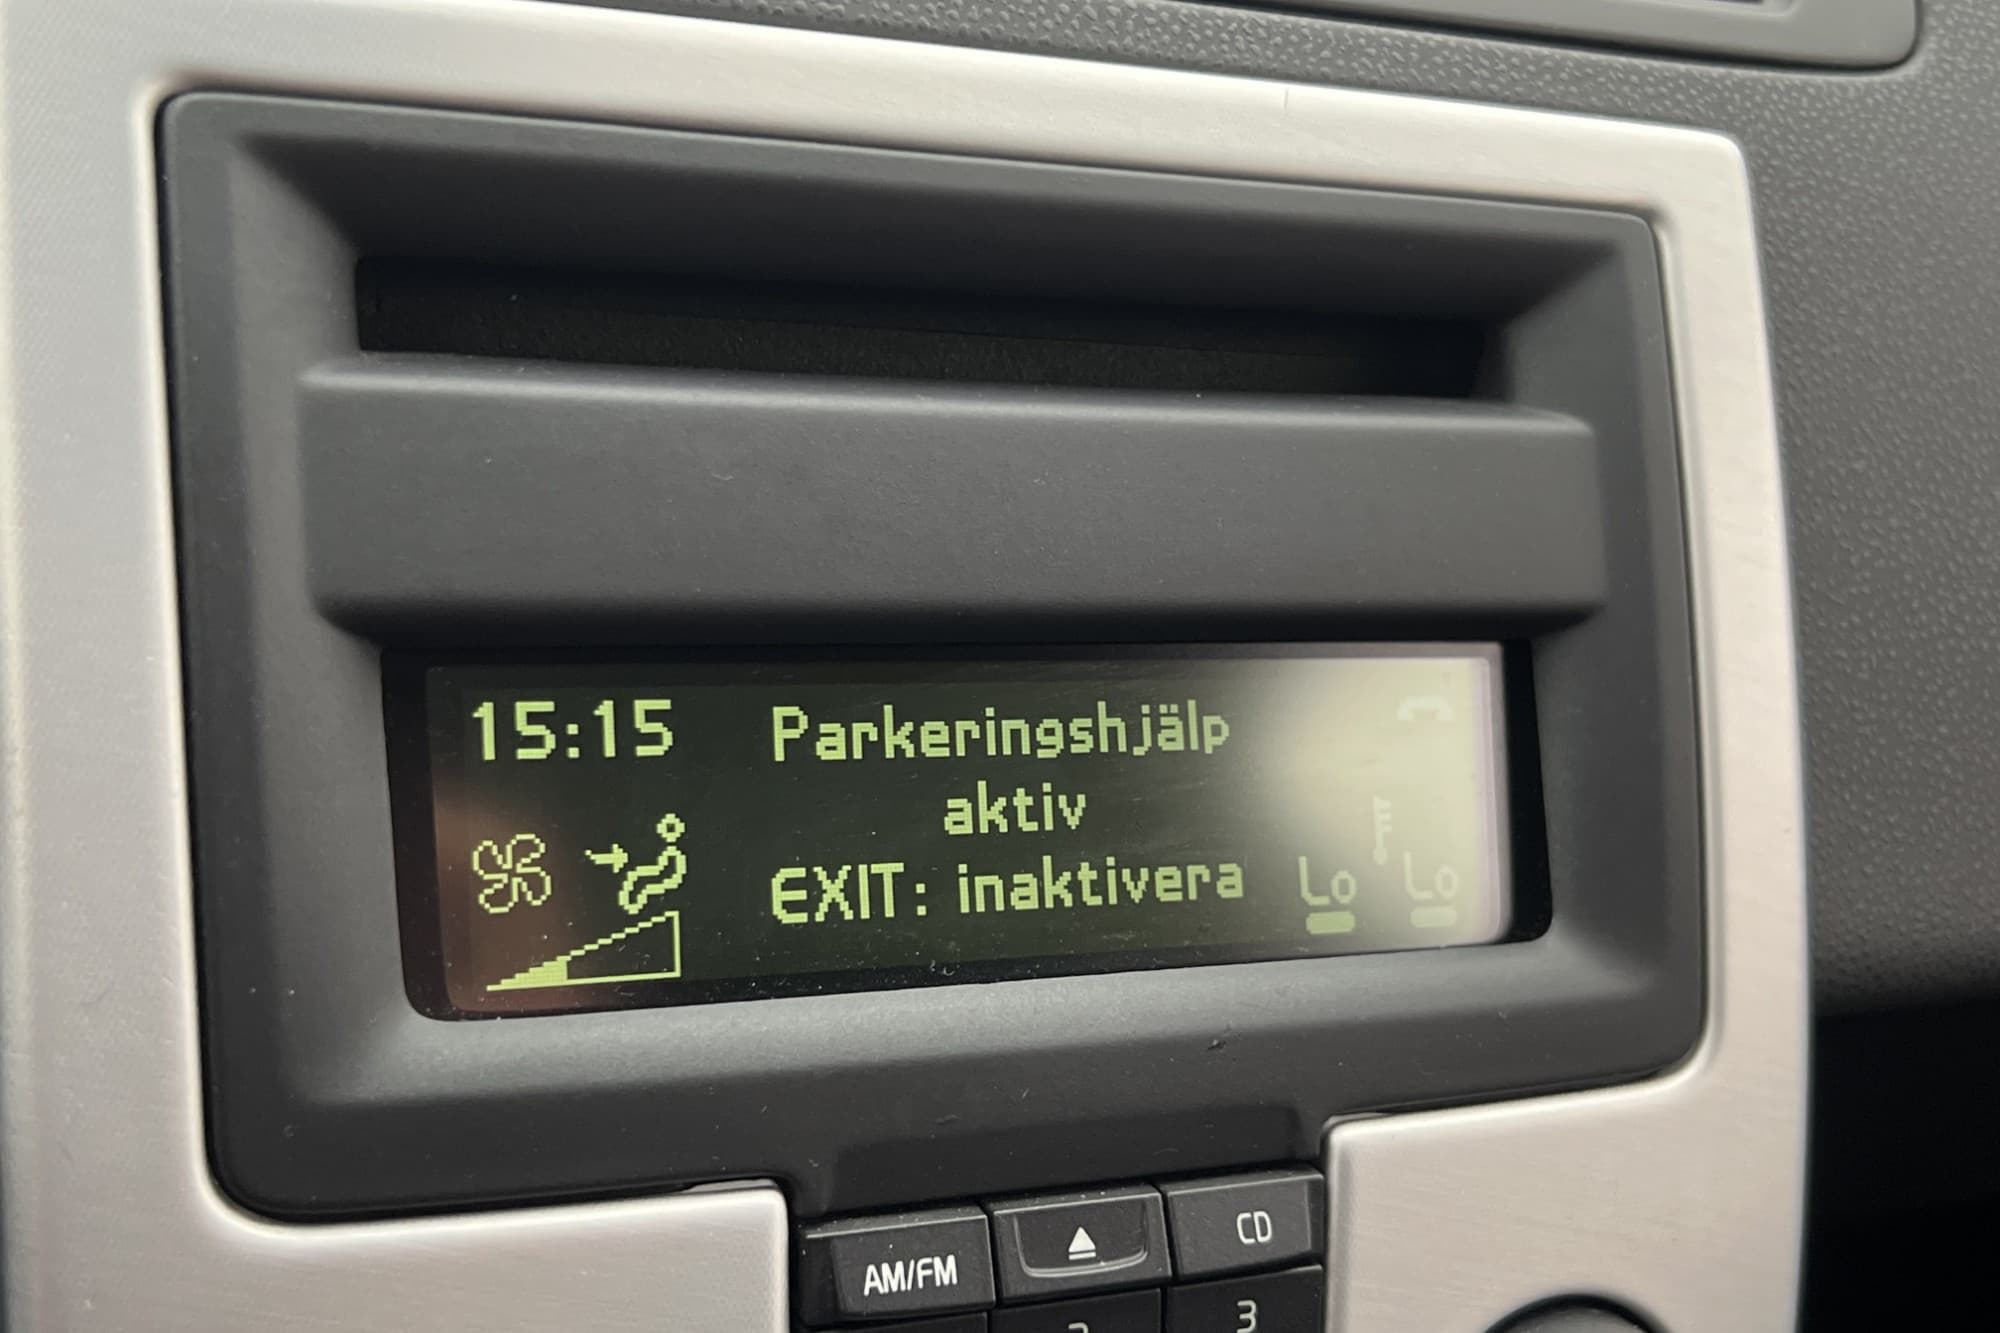 15:15 Parkeringshjälp
aktiv
EXIT: inaktivera Lo Lo
AM/FM CD
3